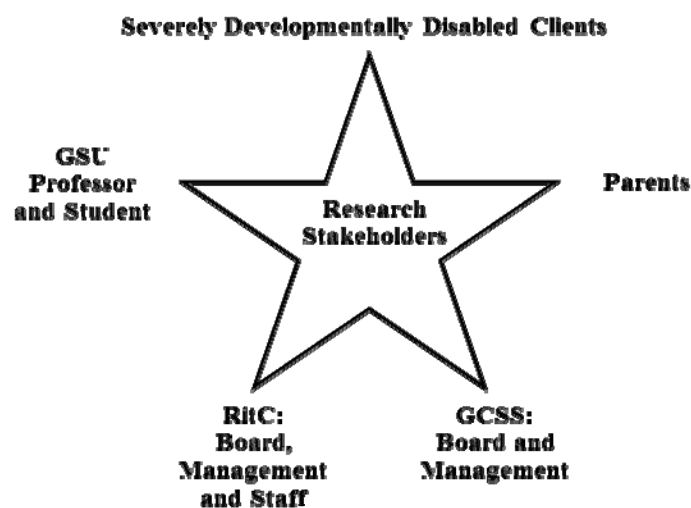 Severely Developmentally Disabled Clients
GSU
Professor
and Student
Parents
Research
Stakeholders
RitC:
Board,
Management
and Staff
GCSS:
Board and
Management